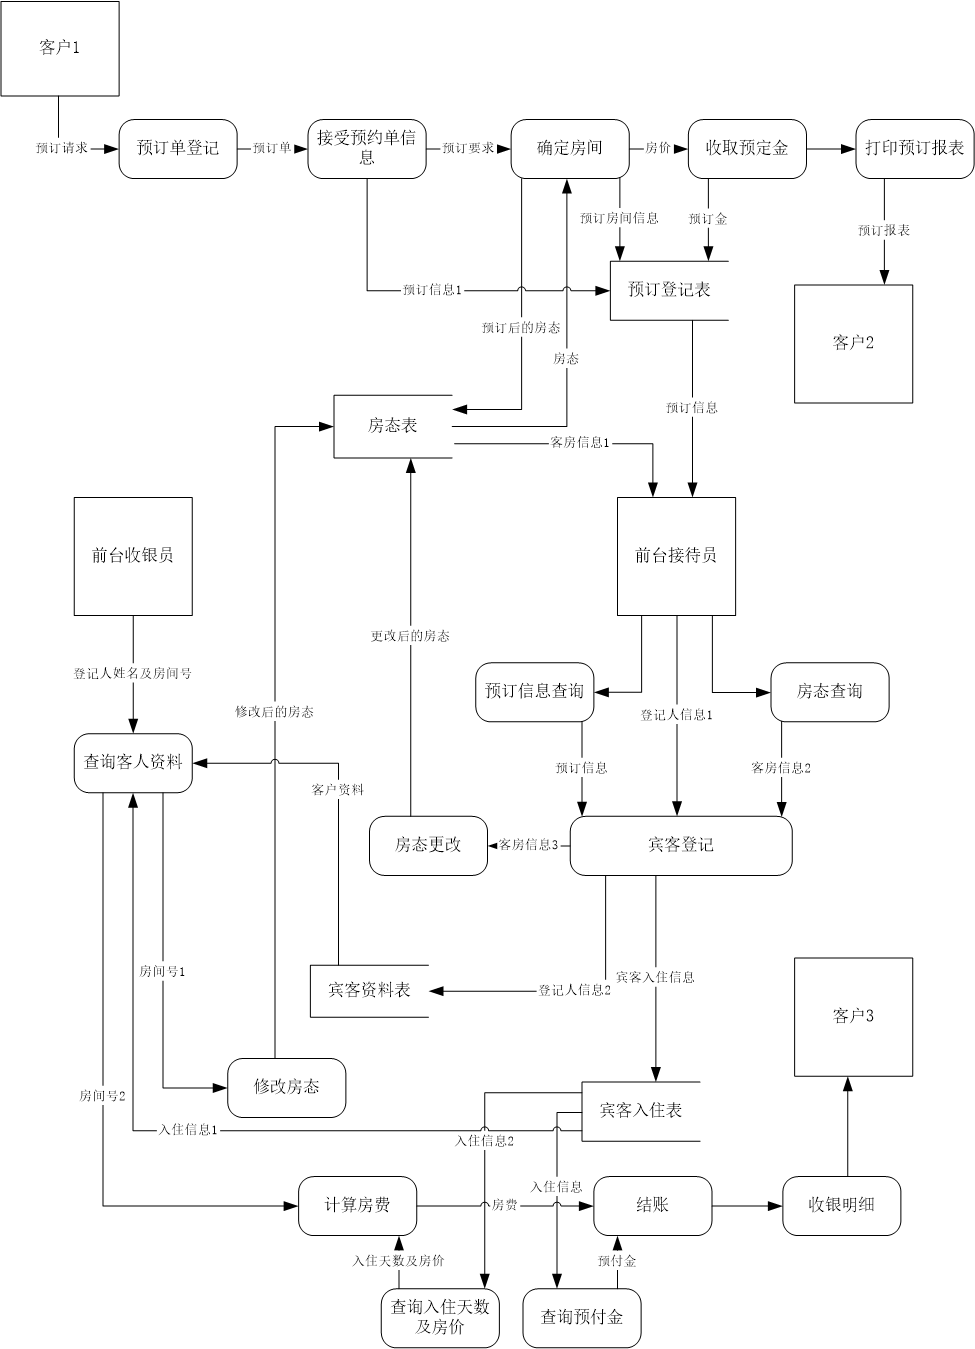 客户1
预订请求
预订单登记
预订单
接受预约单信
息
预订要求
确定房间
房价
收取预定金
打印预订报表
预订房间信息
预订金
预订报表
预订信息1
预订登记表
预订后的房态
客户2
房态
房态表
预订信息
客房信息1
前台收银员
前台接待员
更改后的房态
登记人姓名及房间号
预订信息查询
房态查询
修改后的房态
登记人信息1
查询客人资料
预订信息
客房信息2
客户资料
房态更改
客房信息3
宾客登记
房间号1
宾客入住信息
宾客资料表
登记人信息2
客户3
修改房态
房间号2
宾客入住表
入住信息1
入住信息2
入住信息
计算房费
房费
结账
收银明细
入住天数及房价
预付金
查询入住天数
及房价
查询预付金